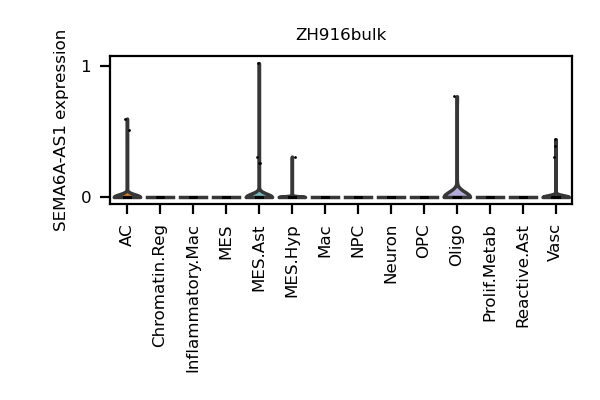 ZH916bulk
SEMA6A-AS1 expression
1
0
AC
Chromatin.Reg
Inflammatory.Mac
MES
MES.Ast
MES.Hyp
Mac
NPC
Neuron
OPC
Oligo
Prolif.Metab
Reactive.Ast
Vasc